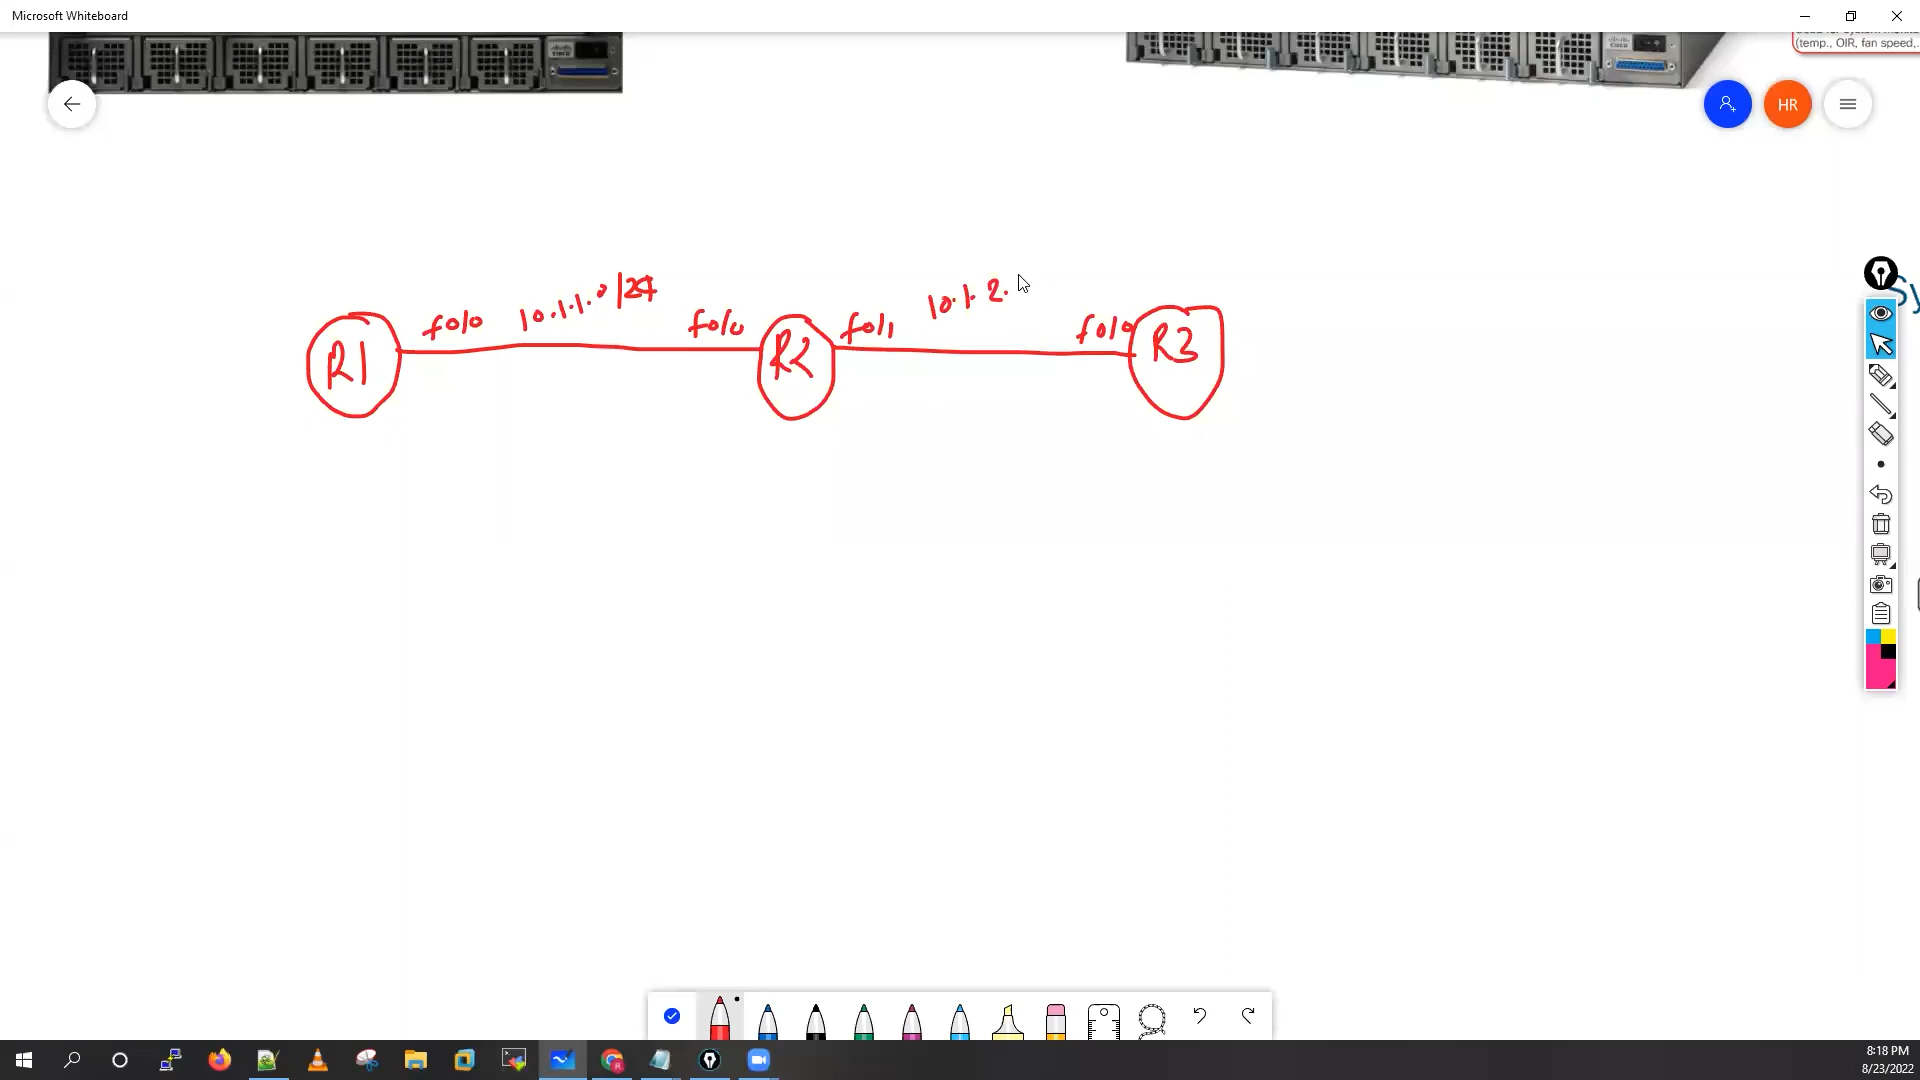 Microsoft Whiteboard
(temp., OIR, fan speed,
HR
f0/0 10.1.1.0/24 f0/0 f0/1 10.1.2. f0/0
R1 R2 R3
Sy
8:18 PM
8/23/2022